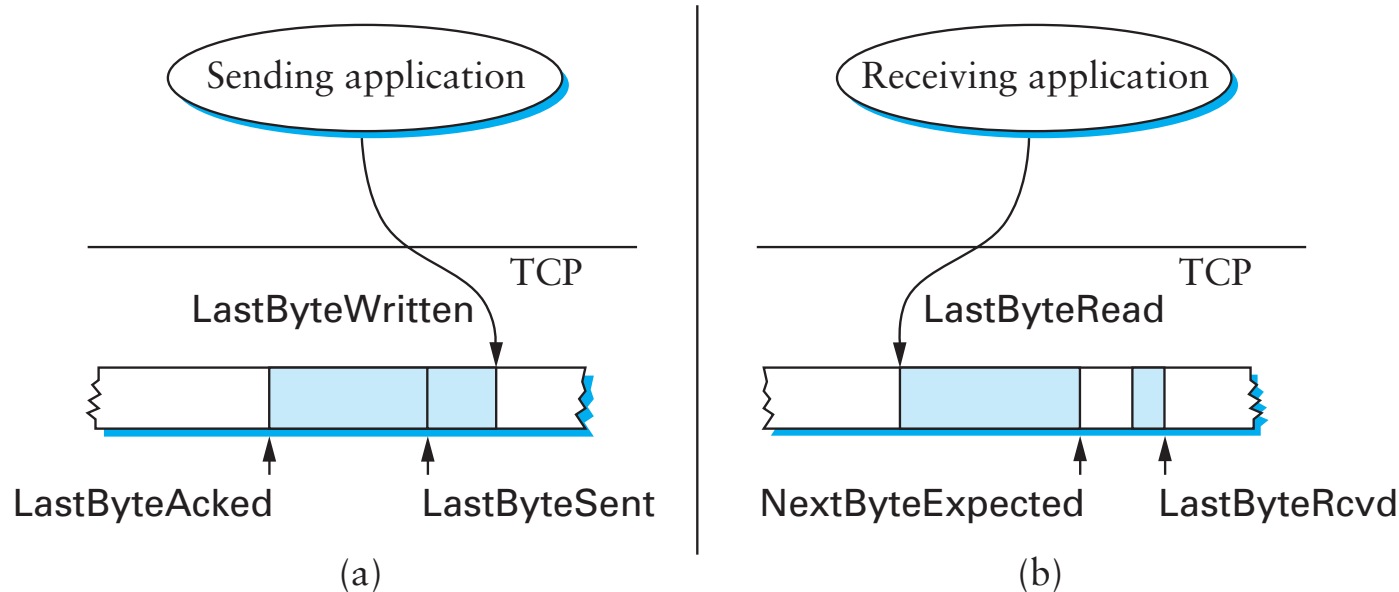 Sending application
TCP
LastByteWritten
LastByteAcked
LastByteSent
(a)
Receiving application
TCP
LastByteRead
NextByteExpected
LastByteRcvd
(b)